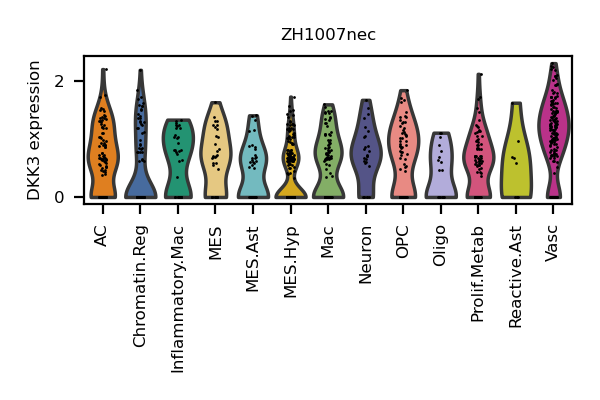 ZH1007nec
DKK3 expression
2
0
AC
Chromatin.Reg
Inflammatory.Mac
MES
MES.Ast
MES.Hyp
Mac
Neuron
OPC
Oligo
Prolif.Metab
Reactive.Ast
Vasc